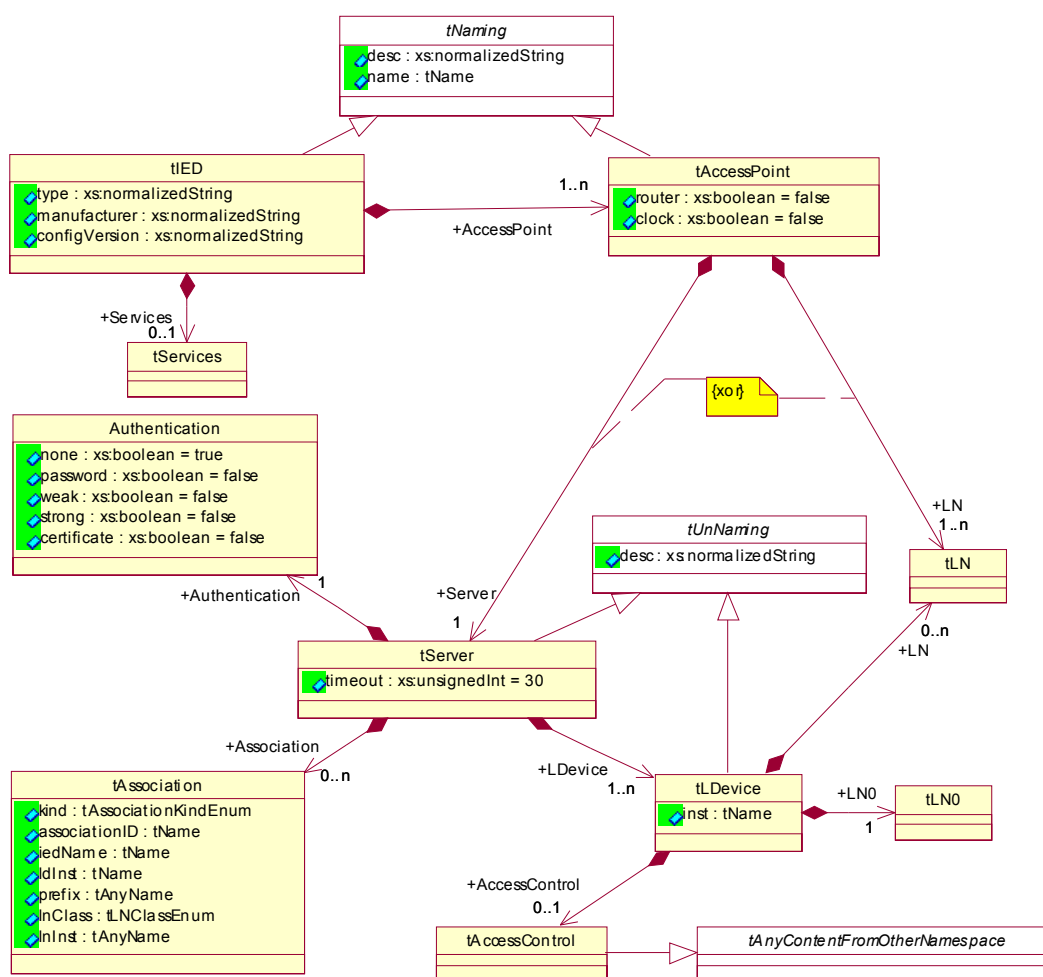 tNaming
desc : xs:normalizedString
name : tName
tIED
type : xs:normalizedString
manufacturer : xs:normalizedString
configVersion : xs:normalizedString
tAccessPoint
router : xs:boolean = false
clock : xs:boolean = false
1..n
+AccessPoint
+Services
0..1
tServices
{xor}
Authentication
none : xs:boolean = true
password : xs:boolean = false
weak : xs:boolean = false
strong : xs:boolean = false
certificate : xs:boolean = false
tUnNaming
desc : xs:normalizedString
+LN
1..n
tLN
1
+Authentication
+Server
1
0..n
+LN
tServer
timeout : xs:unsignedInt = 30
+Association
0..n
+LDevice
1..n
tAssociation
kind : tAssociationKindEnum
associationID : tName
iedName : tName
ldInst : tName
prefix : tAnyName
lnClass : tLNClassEnum
lnInst : tAnyName
tLDevice
inst : tName
+LN0
1
tLN0
+AccessControl
0..1
tAccessControl
tAnyContentFromOtherNamespace